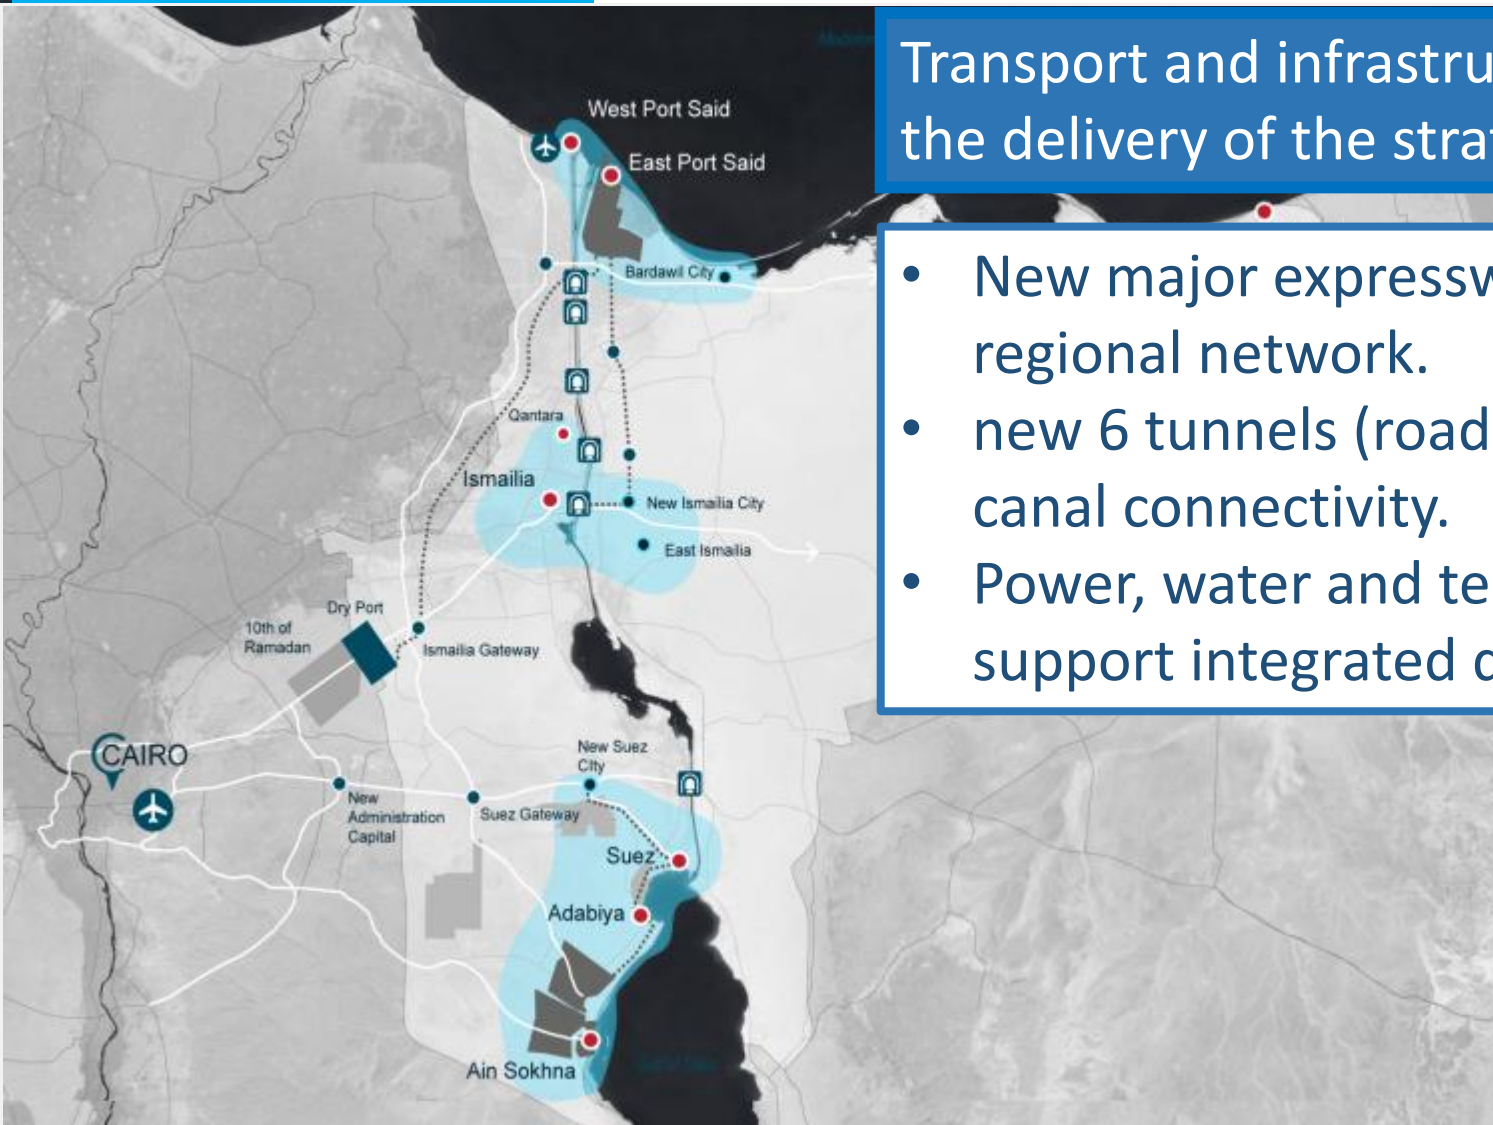 Transport and infrastru
the delivery of the strat
• New major expressw
regional network.
• new 6 tunnels (road
canal connectivity.
• Power, water and te
support integrated d
West Port Said
East Port Said
Bardawil City
Qantara
Ismailia
New Ismailia City
East Ismailia
Dry Port
10th of
Ramadan
Ismailia Gateway
CAIRO
New Suez
City
New
Administration
Capital
Suez Gateway
Suez
Adabiya
Ain Sokhna